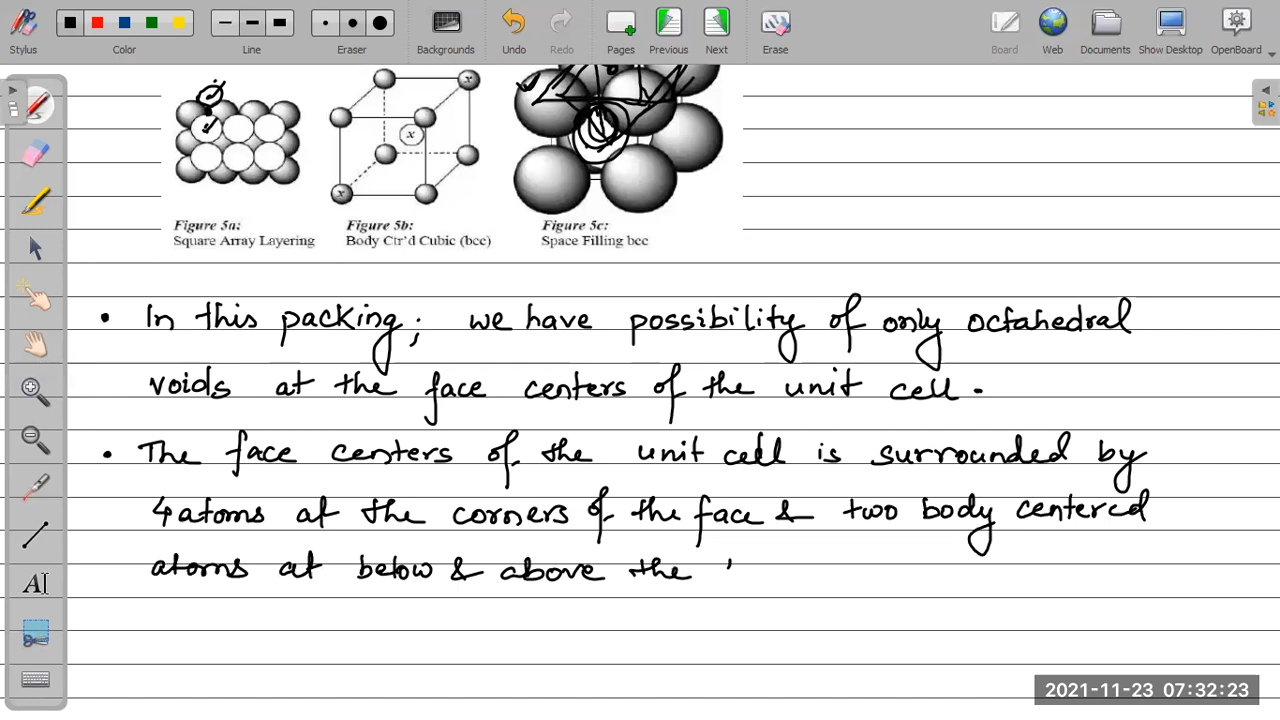 Stylus Color Line Eraser Backgrounds Undo Redo Pages Previous Next Erase Board Web Documents Show Desktop OpenBoard
x
x
x
Figure 5a: Figure 5b: Figure 5c:
Square Array Layering Body Ctr'd Cubic (bcc) Space Filling bcc
• In this packing; we have possibility of only octahedral
voids at the face centers of the unit cell.
• The face centers of the unit cell is surrounded by
4 atoms at the corners of the face & two body centered
atoms at below & above the
AI
2021-11-23 07:32:23